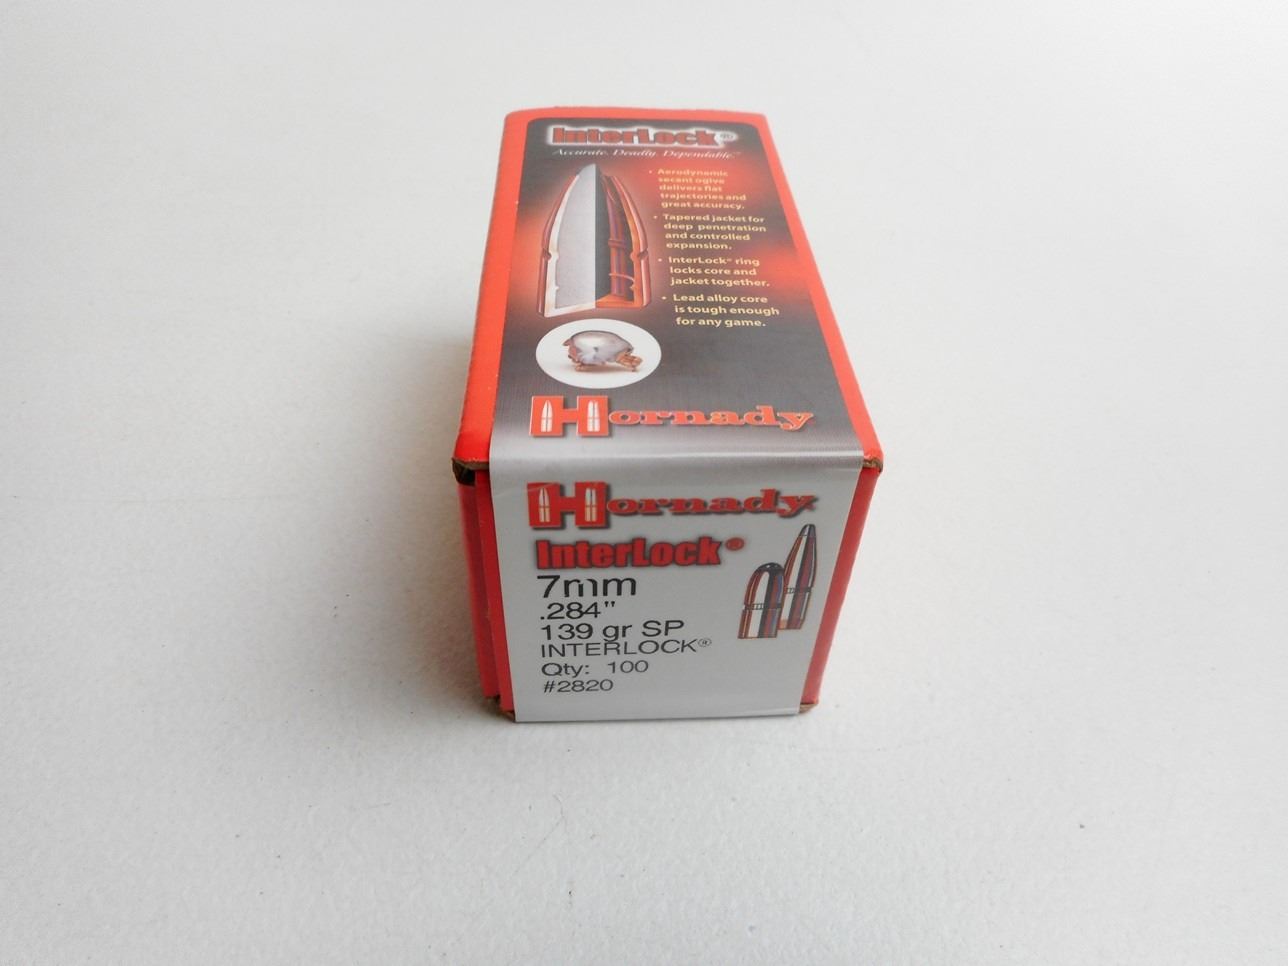 InterLock®
Accurate. Deadly. Dependable.™
• Aerodynamic
secant ogive
delivers flat
trajectories and
great accuracy.
• Tapered jacket for
deep penetration
and controlled
expansion.
• InterLock® ring
locks core and
jacket together.
• Lead alloy core
is tough enough
for any game.
Hornady
Hornady
InterLock®
7mm
.284"
139 gr SP
INTERLOCK®
Qty: 100
#2820